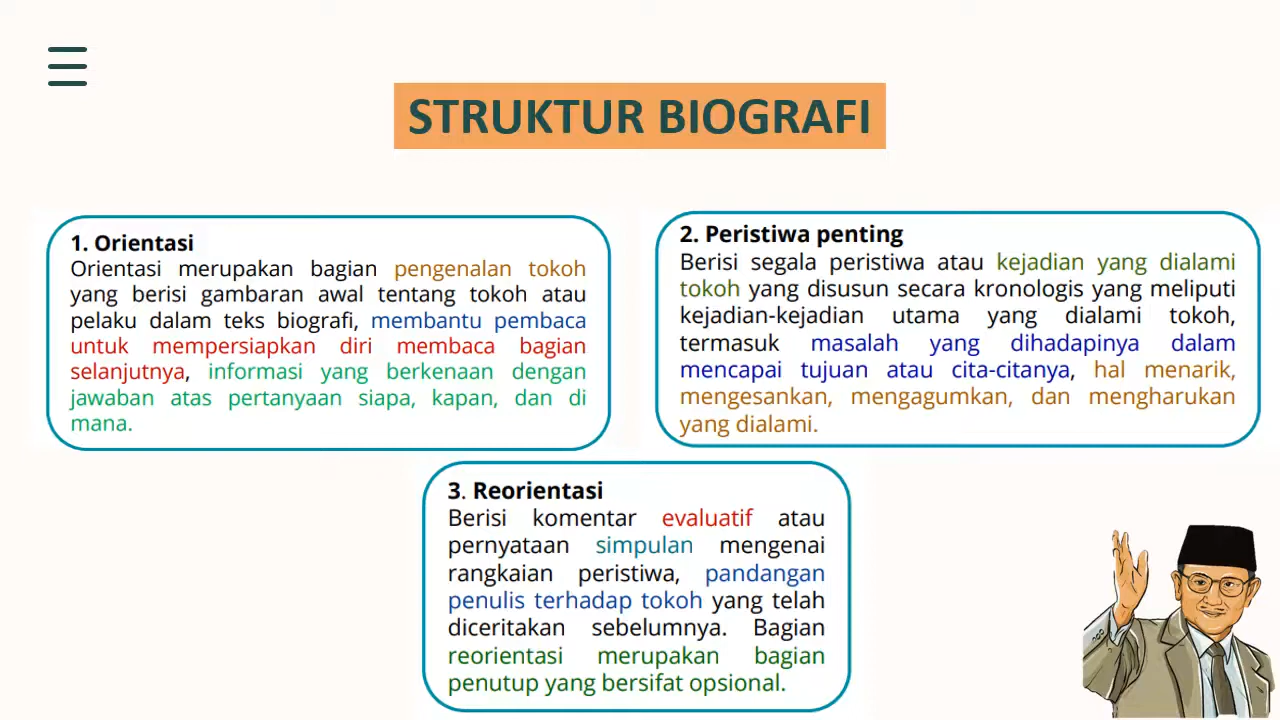 STRUKTUR BIOGRAFI
1. Orientasi
Orientasi merupakan bagian pengenalan tokoh
yang berisi gambaran awal tentang tokoh atau
pelaku dalam teks biografi, membantu pembaca
untuk mempersiapkan diri membaca bagian
selanjutnya, informasi yang berkenaan dengan
jawaban atas pertanyaan siapa, kapan, dan di
mana.
2. Peristiwa penting
Berisi segala peristiwa atau kejadian yang dialami
tokoh yang disusun secara kronologis yang meliputi
kejadian-kejadian utama yang dialami tokoh,
termasuk masalah yang dihadapinya dalam
mencapai tujuan atau cita-citanya, hal menarik,
mengesankan, mengagumkan, dan mengharukan
yang dialami.
3. Reorientasi
Berisi komentar evaluatif atau
pernyataan simpulan mengenai
rangkaian peristiwa, pandangan
penulis terhadap tokoh yang telah
diceritakan sebelumnya. Bagian
reorientasi merupakan bagian
penutup yang bersifat opsional.